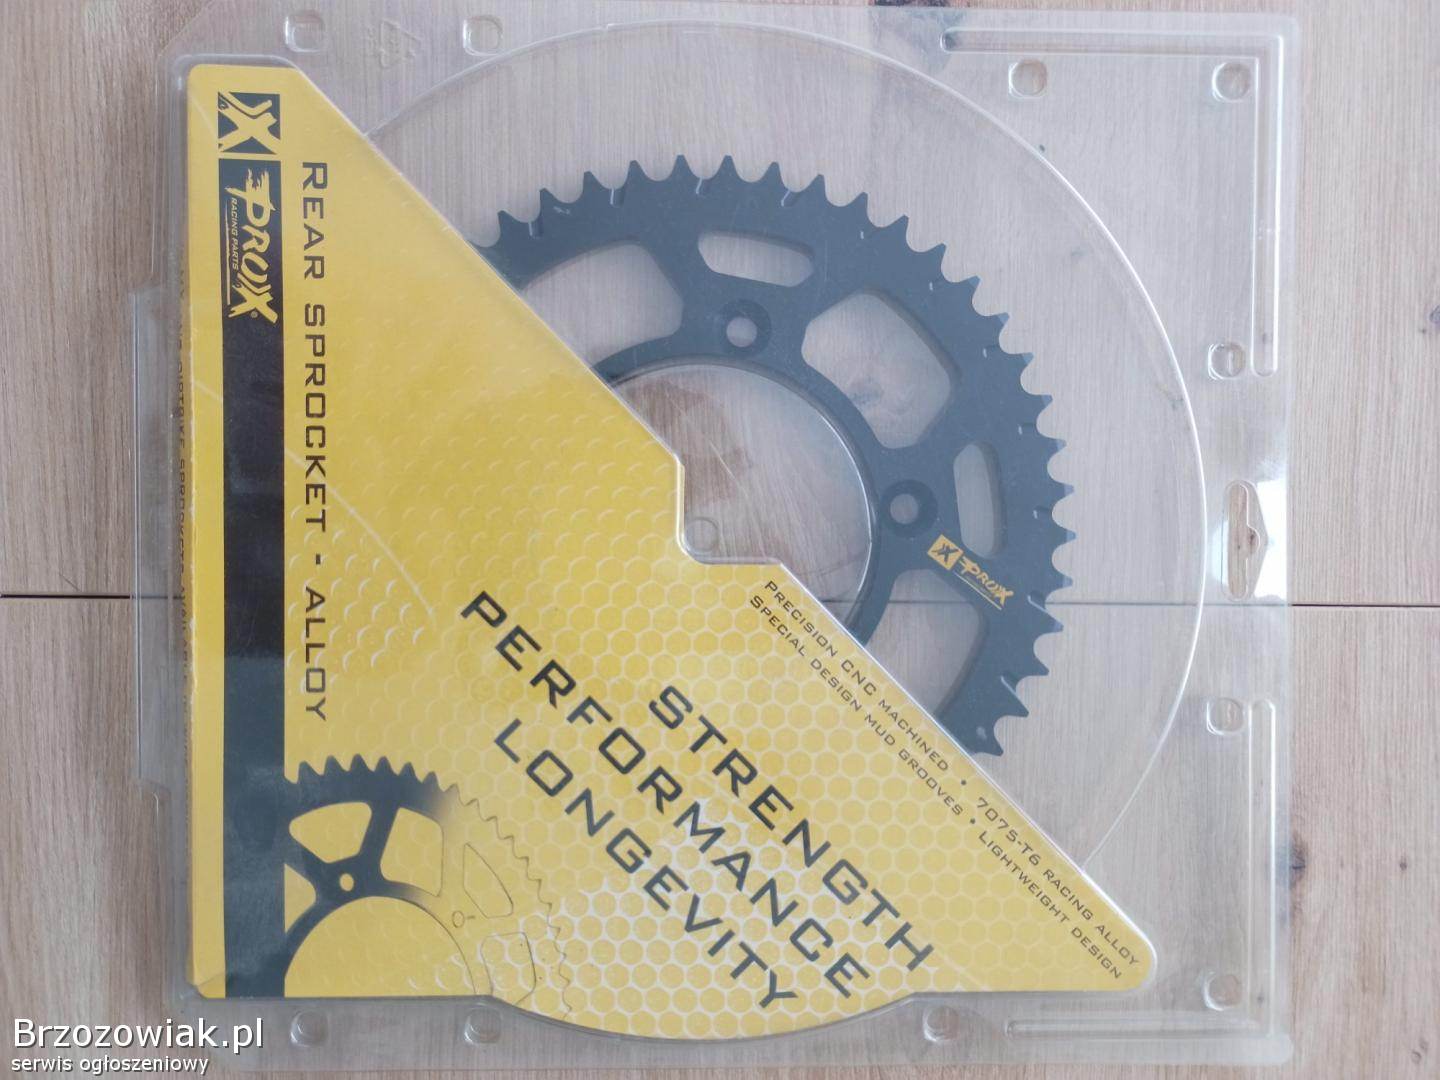 PROX
RACING PARTS
REAR SPROCKET - ALLOY
STRENGTH
PERFORMANCE
LONGEVITY
PRECISION CNC MACHINED • 7075-T6 RACING ALLOY
SPECIAL DESIGN MUD GROOVES • LIGHTWEIGHT DESIGN
PROX
Brzozowiak.pl
serwis ogłoszeniowy